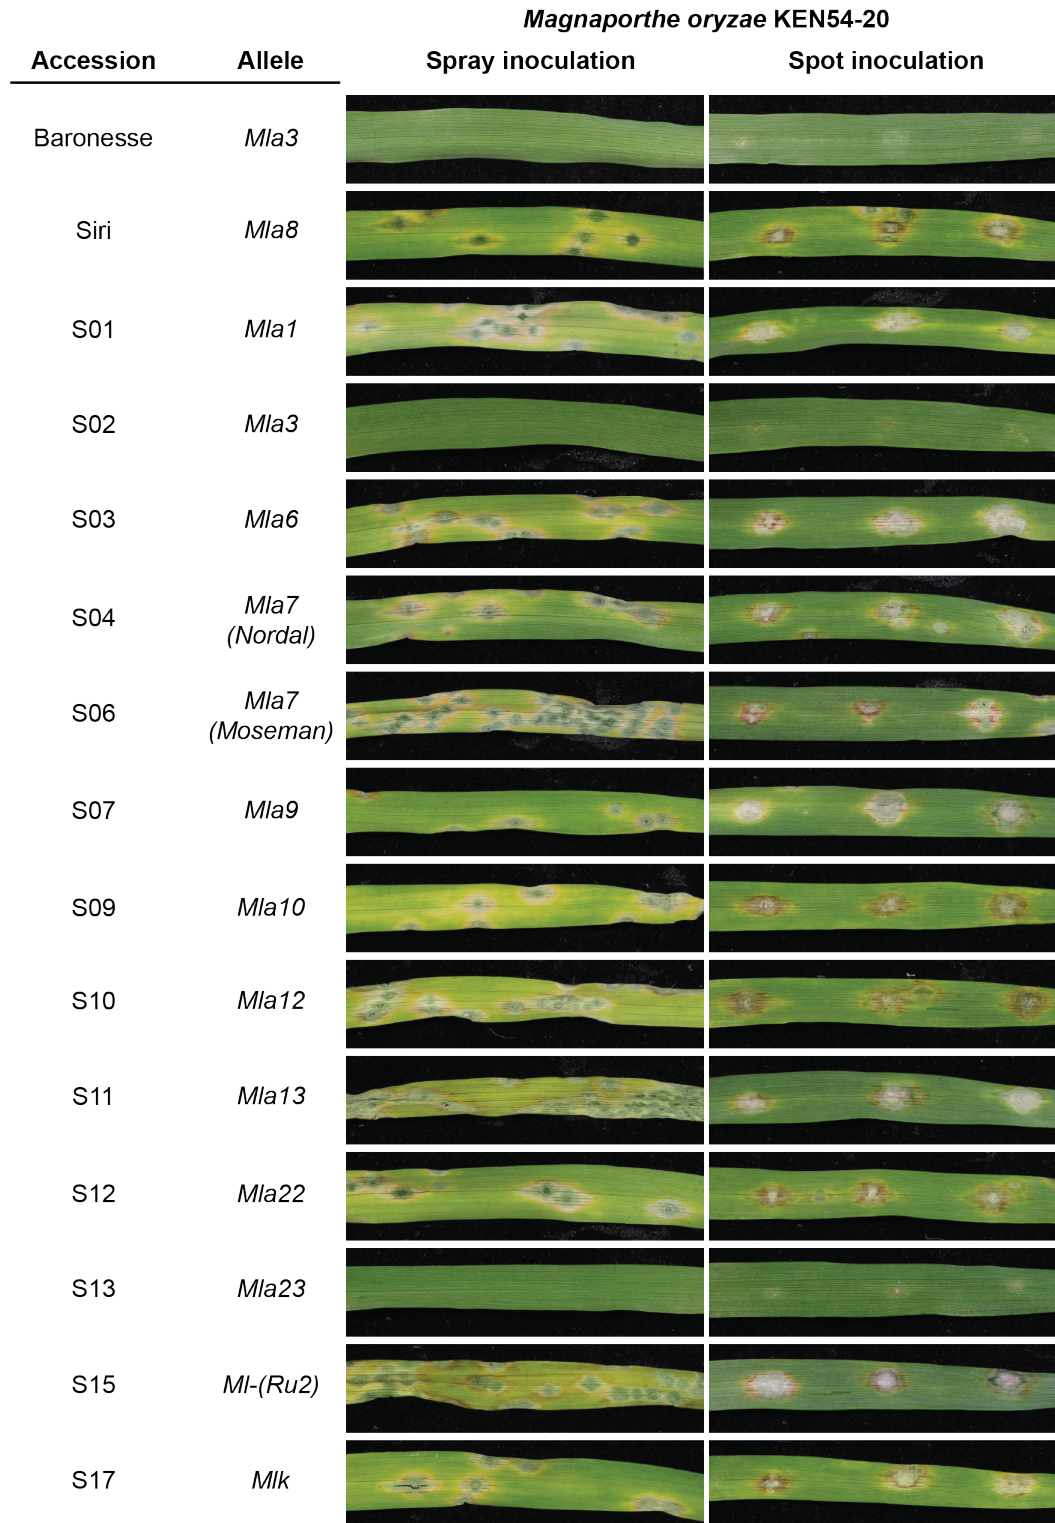 Magnaporthe oryzae KEN54-20
Accession Allele Spray inoculation Spot inoculation
Baronesse Mla3
Siri Mla8
S01 Mla1
S02 Mla3
S03 Mla6
S04 Mla7
(Nordal)
S06 Mla7
(Moseman)
S07 Mla9
S09 Mla10
S10 Mla12
S11 Mla13
S12 Mla22
S13 Mla23
S15 Ml-(Ru2)
S17 Mlk